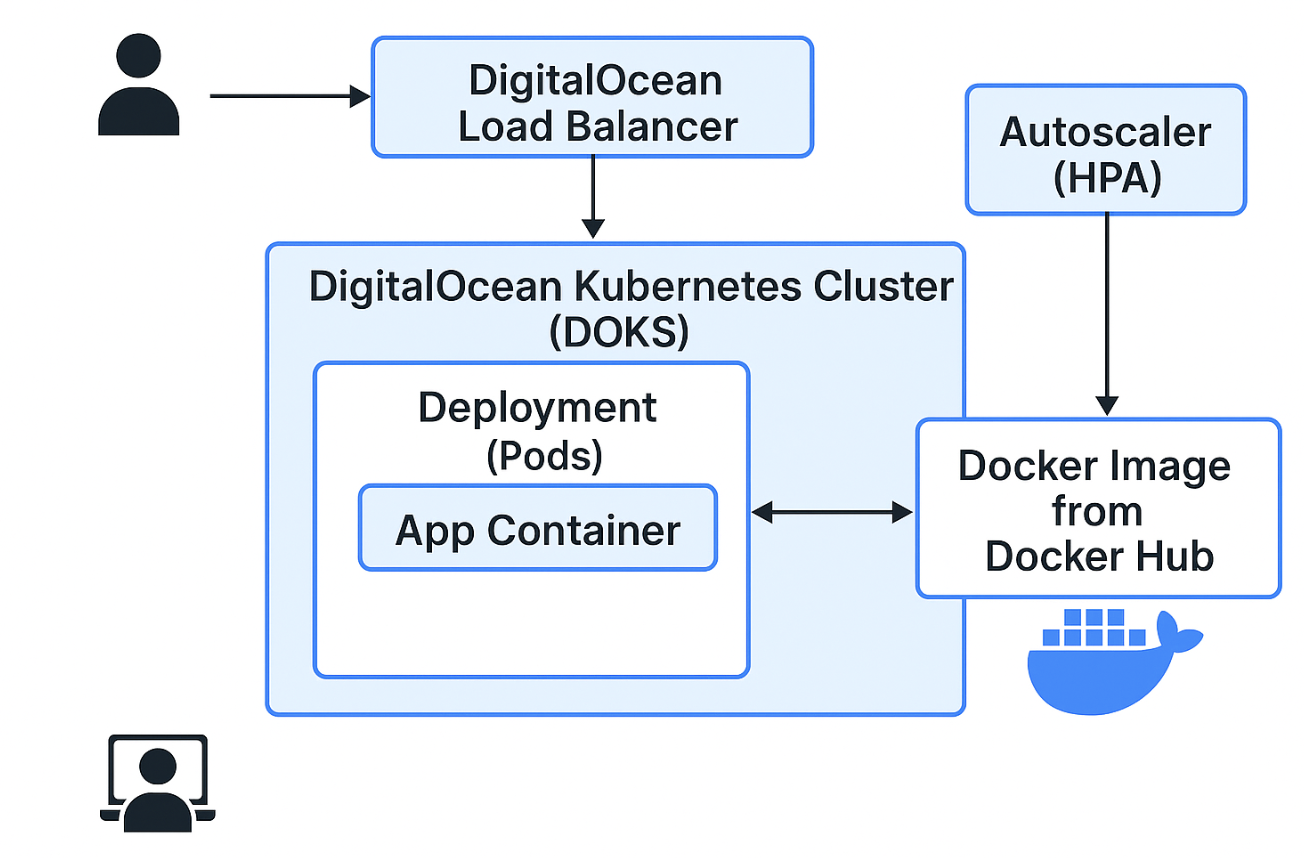 DigitalOcean
Load Balancer
Autoscaler
(HPA)
DigitalOcean Kubernetes Cluster
(DOKS)
Deployment
(Pods)
App Container
Docker Image
from
Docker Hub